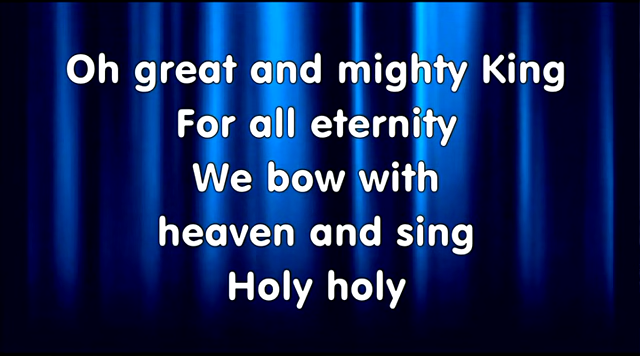 Oh great and mighty King
For all eternity
We bow with
heaven and sing
Holy holy